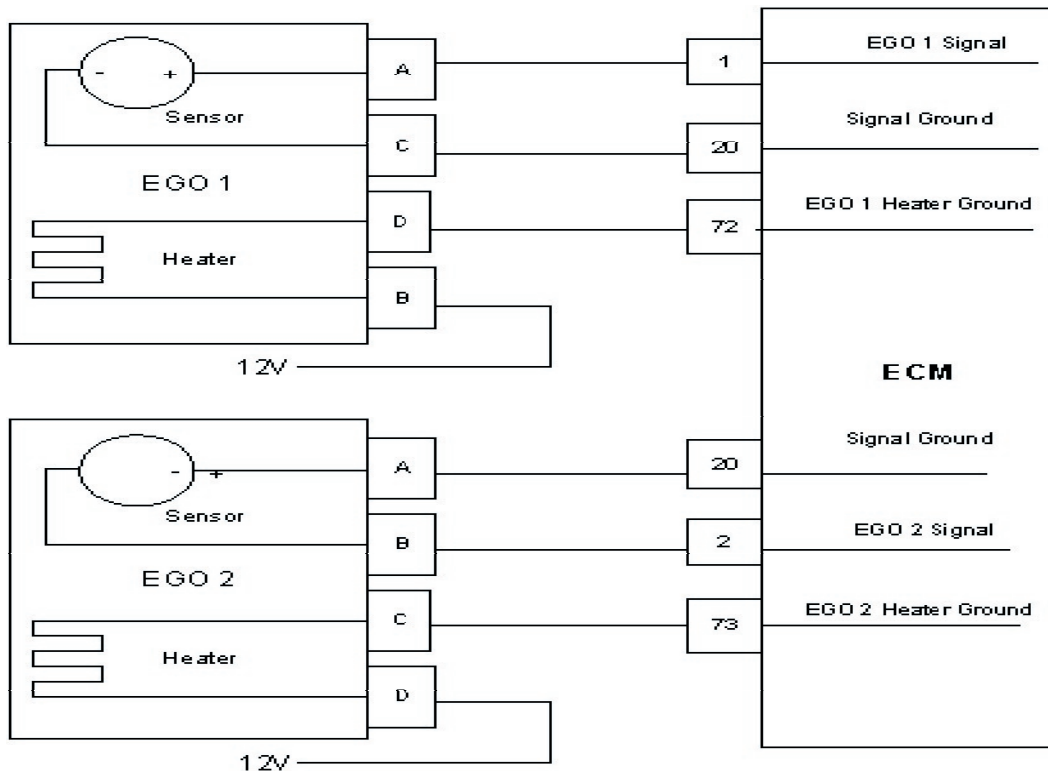 EGO 1 Signal
- + A 1
Sensor
Signal Ground
C 20
EGO 1
EGO 1 Heater Ground
D 72
Heater
B
12V
ECM
Signal Ground
- + A 20
Sensor
EGO 2 Signal
B 2
EGO 2
EGO 2 Heater Ground
C 73
Heater
D
12V